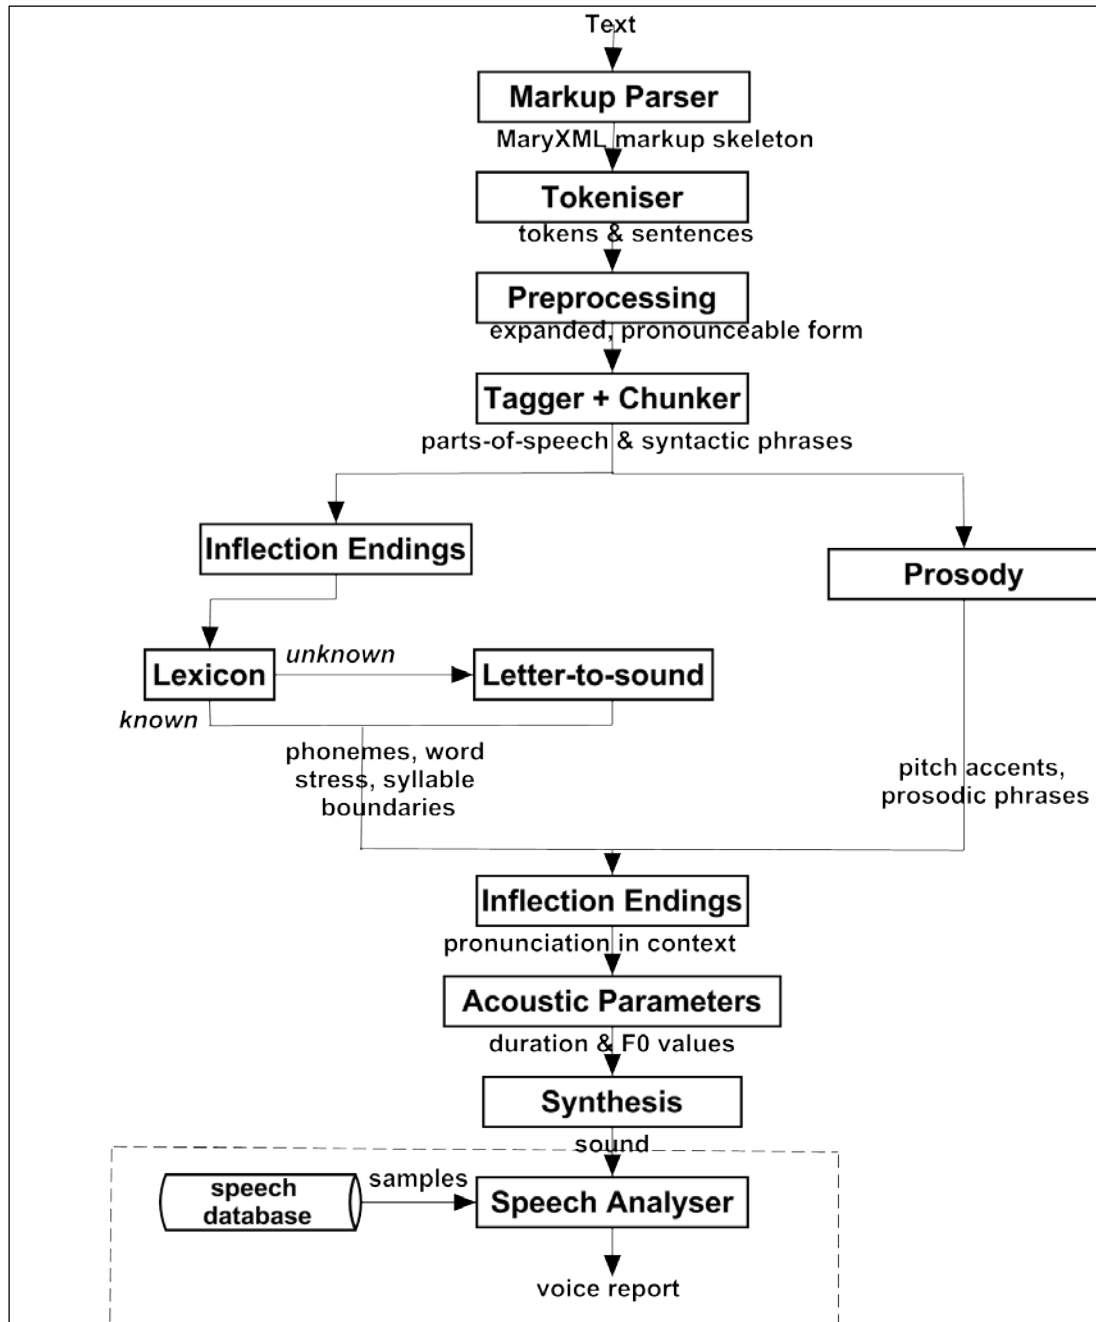 Text
Markup Parser
MaryXML markup skeleton
Tokeniser
tokens & sentences
Preprocessing
expanded, pronounceable form
Tagger + Chunker
parts-of-speech & syntactic phrases
Inflection Endings
Prosody
Lexicon
unknown
Letter-to-sound
known
phonemes, word
stress, syllable
boundaries
pitch accents,
prosodic phrases
Inflection Endings
pronunciation in context
Acoustic Parameters
duration & F0 values
Synthesis
sound
speech
database
samples
Speech Analyser
voice report